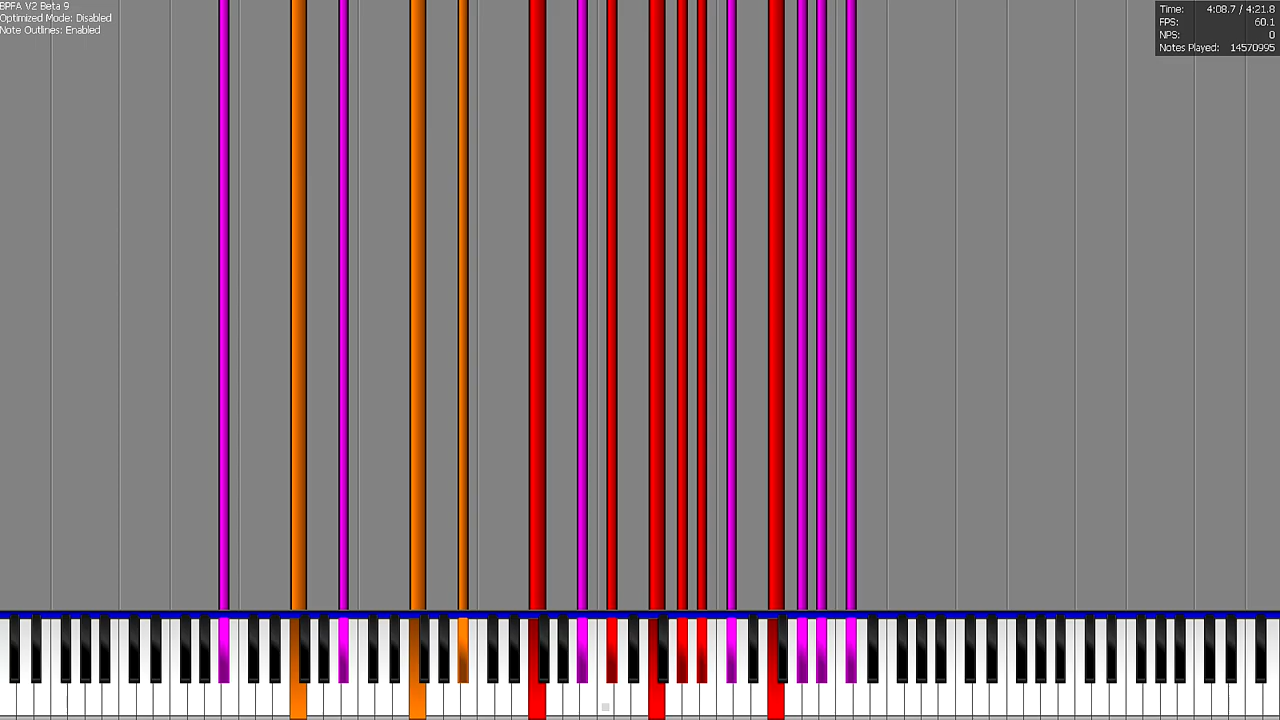 BPFA V2 Beta 9
Optimized Mode: Disabled
Note Outlines: Enabled
Time: 4:08.7 / 4:21.8
FPS: 60.1
NPS: 0
Notes Played: 14570995